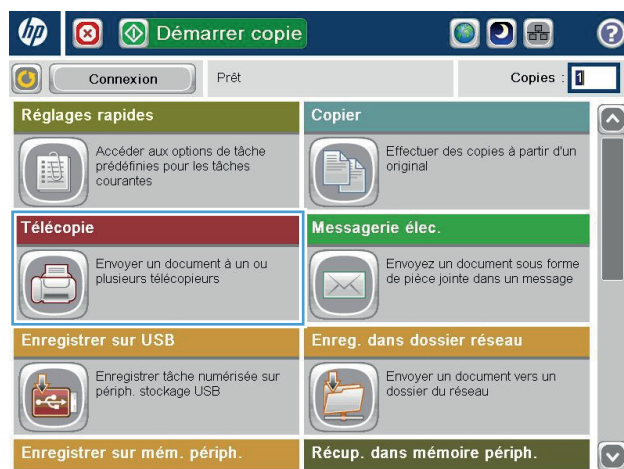 hp
Démarrer copie
?
Connexion
Prêt
Copies : 1
Réglages rapides
Accéder aux options de tâche
prédéfinies pour les tâches
courantes
Copier
Effectuer des copies à partir d'un
original
Télécopie
Envoyer un document à un ou
plusieurs télécopieurs
Messagerie élec.
Envoyez un document sous forme
de pièce jointe dans un message
Enregistrer sur USB
Enregistrer tâche numérisée sur
périph. stockage USB
Enreg. dans dossier réseau
Envoyer un document vers un
dossier du réseau
Enregistrer sur mém. périph.
Récup. dans mémoire périph.